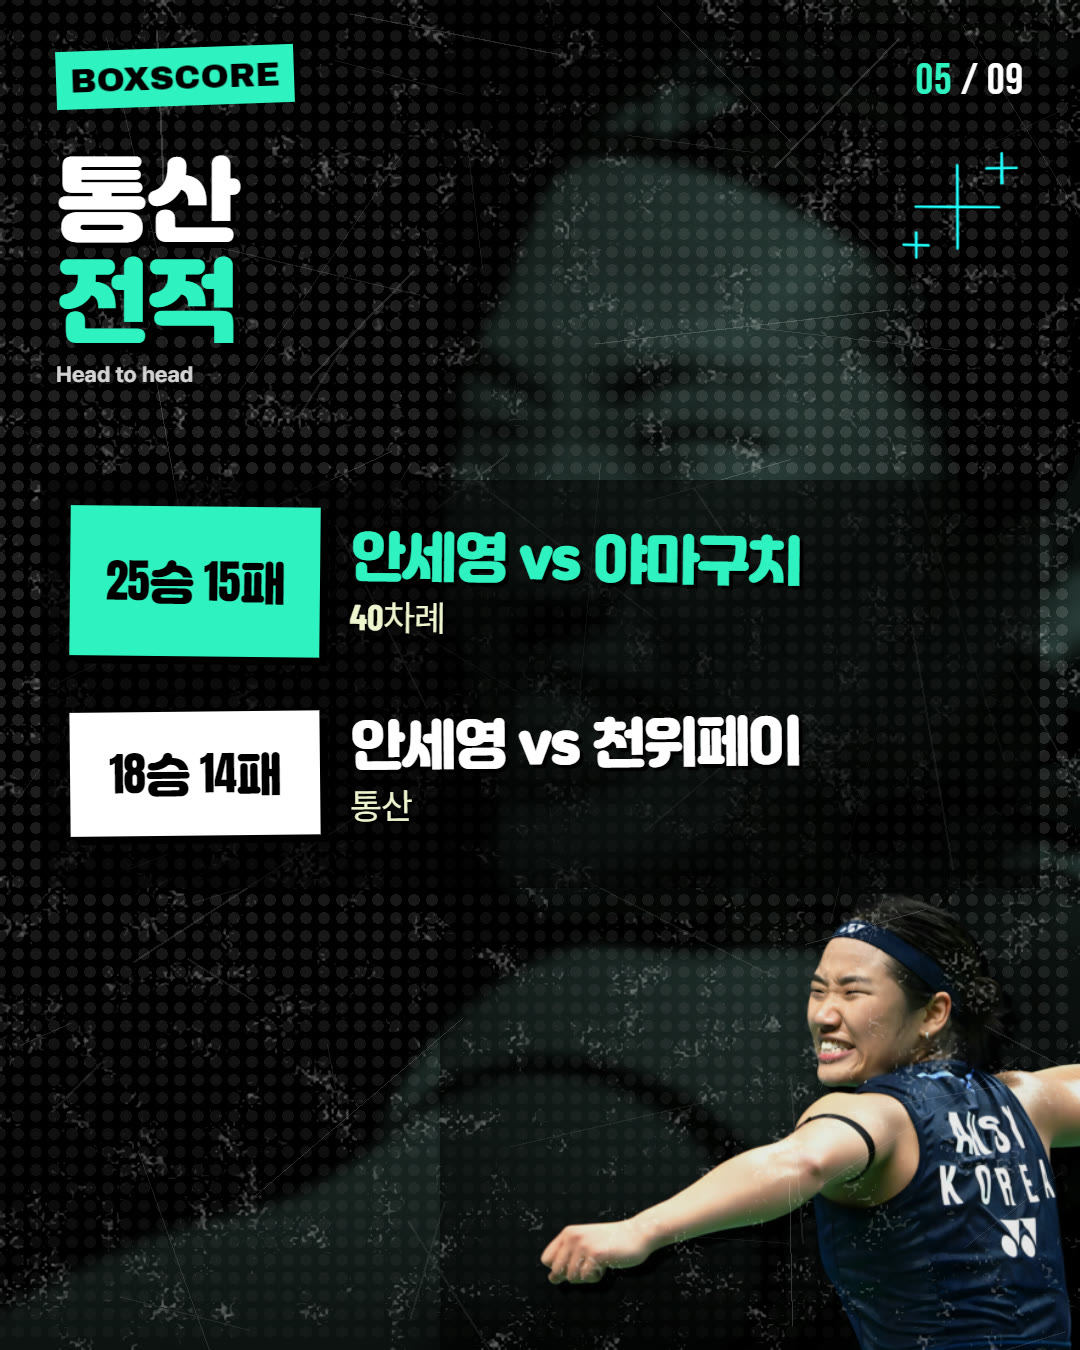 BOXSCORE
05 / 09
통산
전적
Head to head
25승 15패
안세영 vs 야마구치
40차례
18승 14패
안세영 vs 천위페이
통산
KOREA